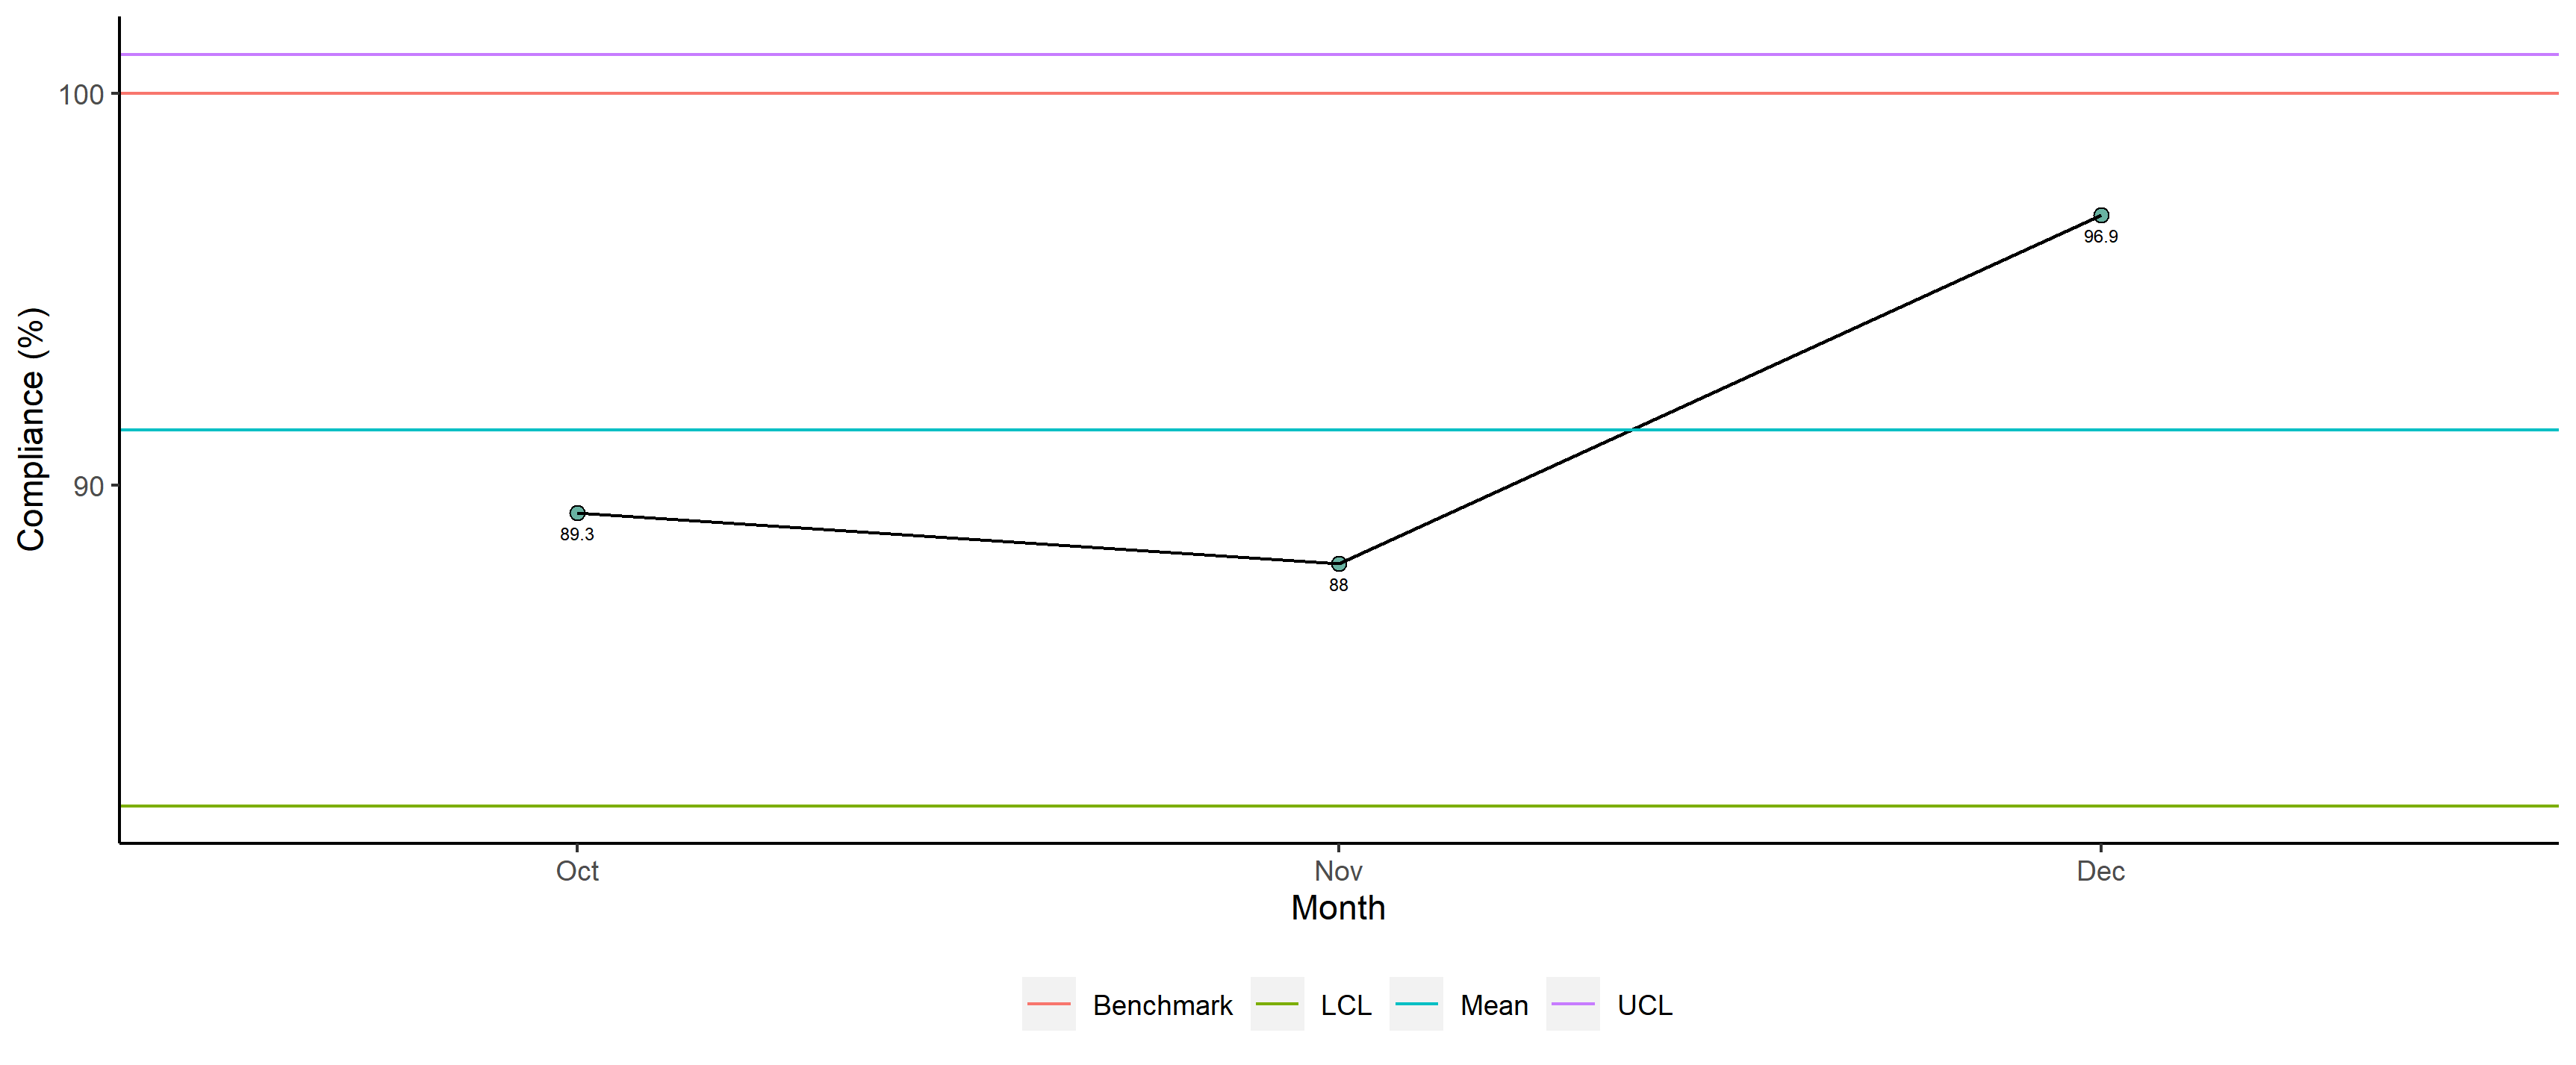 Compliance (%)
100
90
96.9
89.3
88
Oct Nov Dec
Month
Benchmark LCL Mean UCL